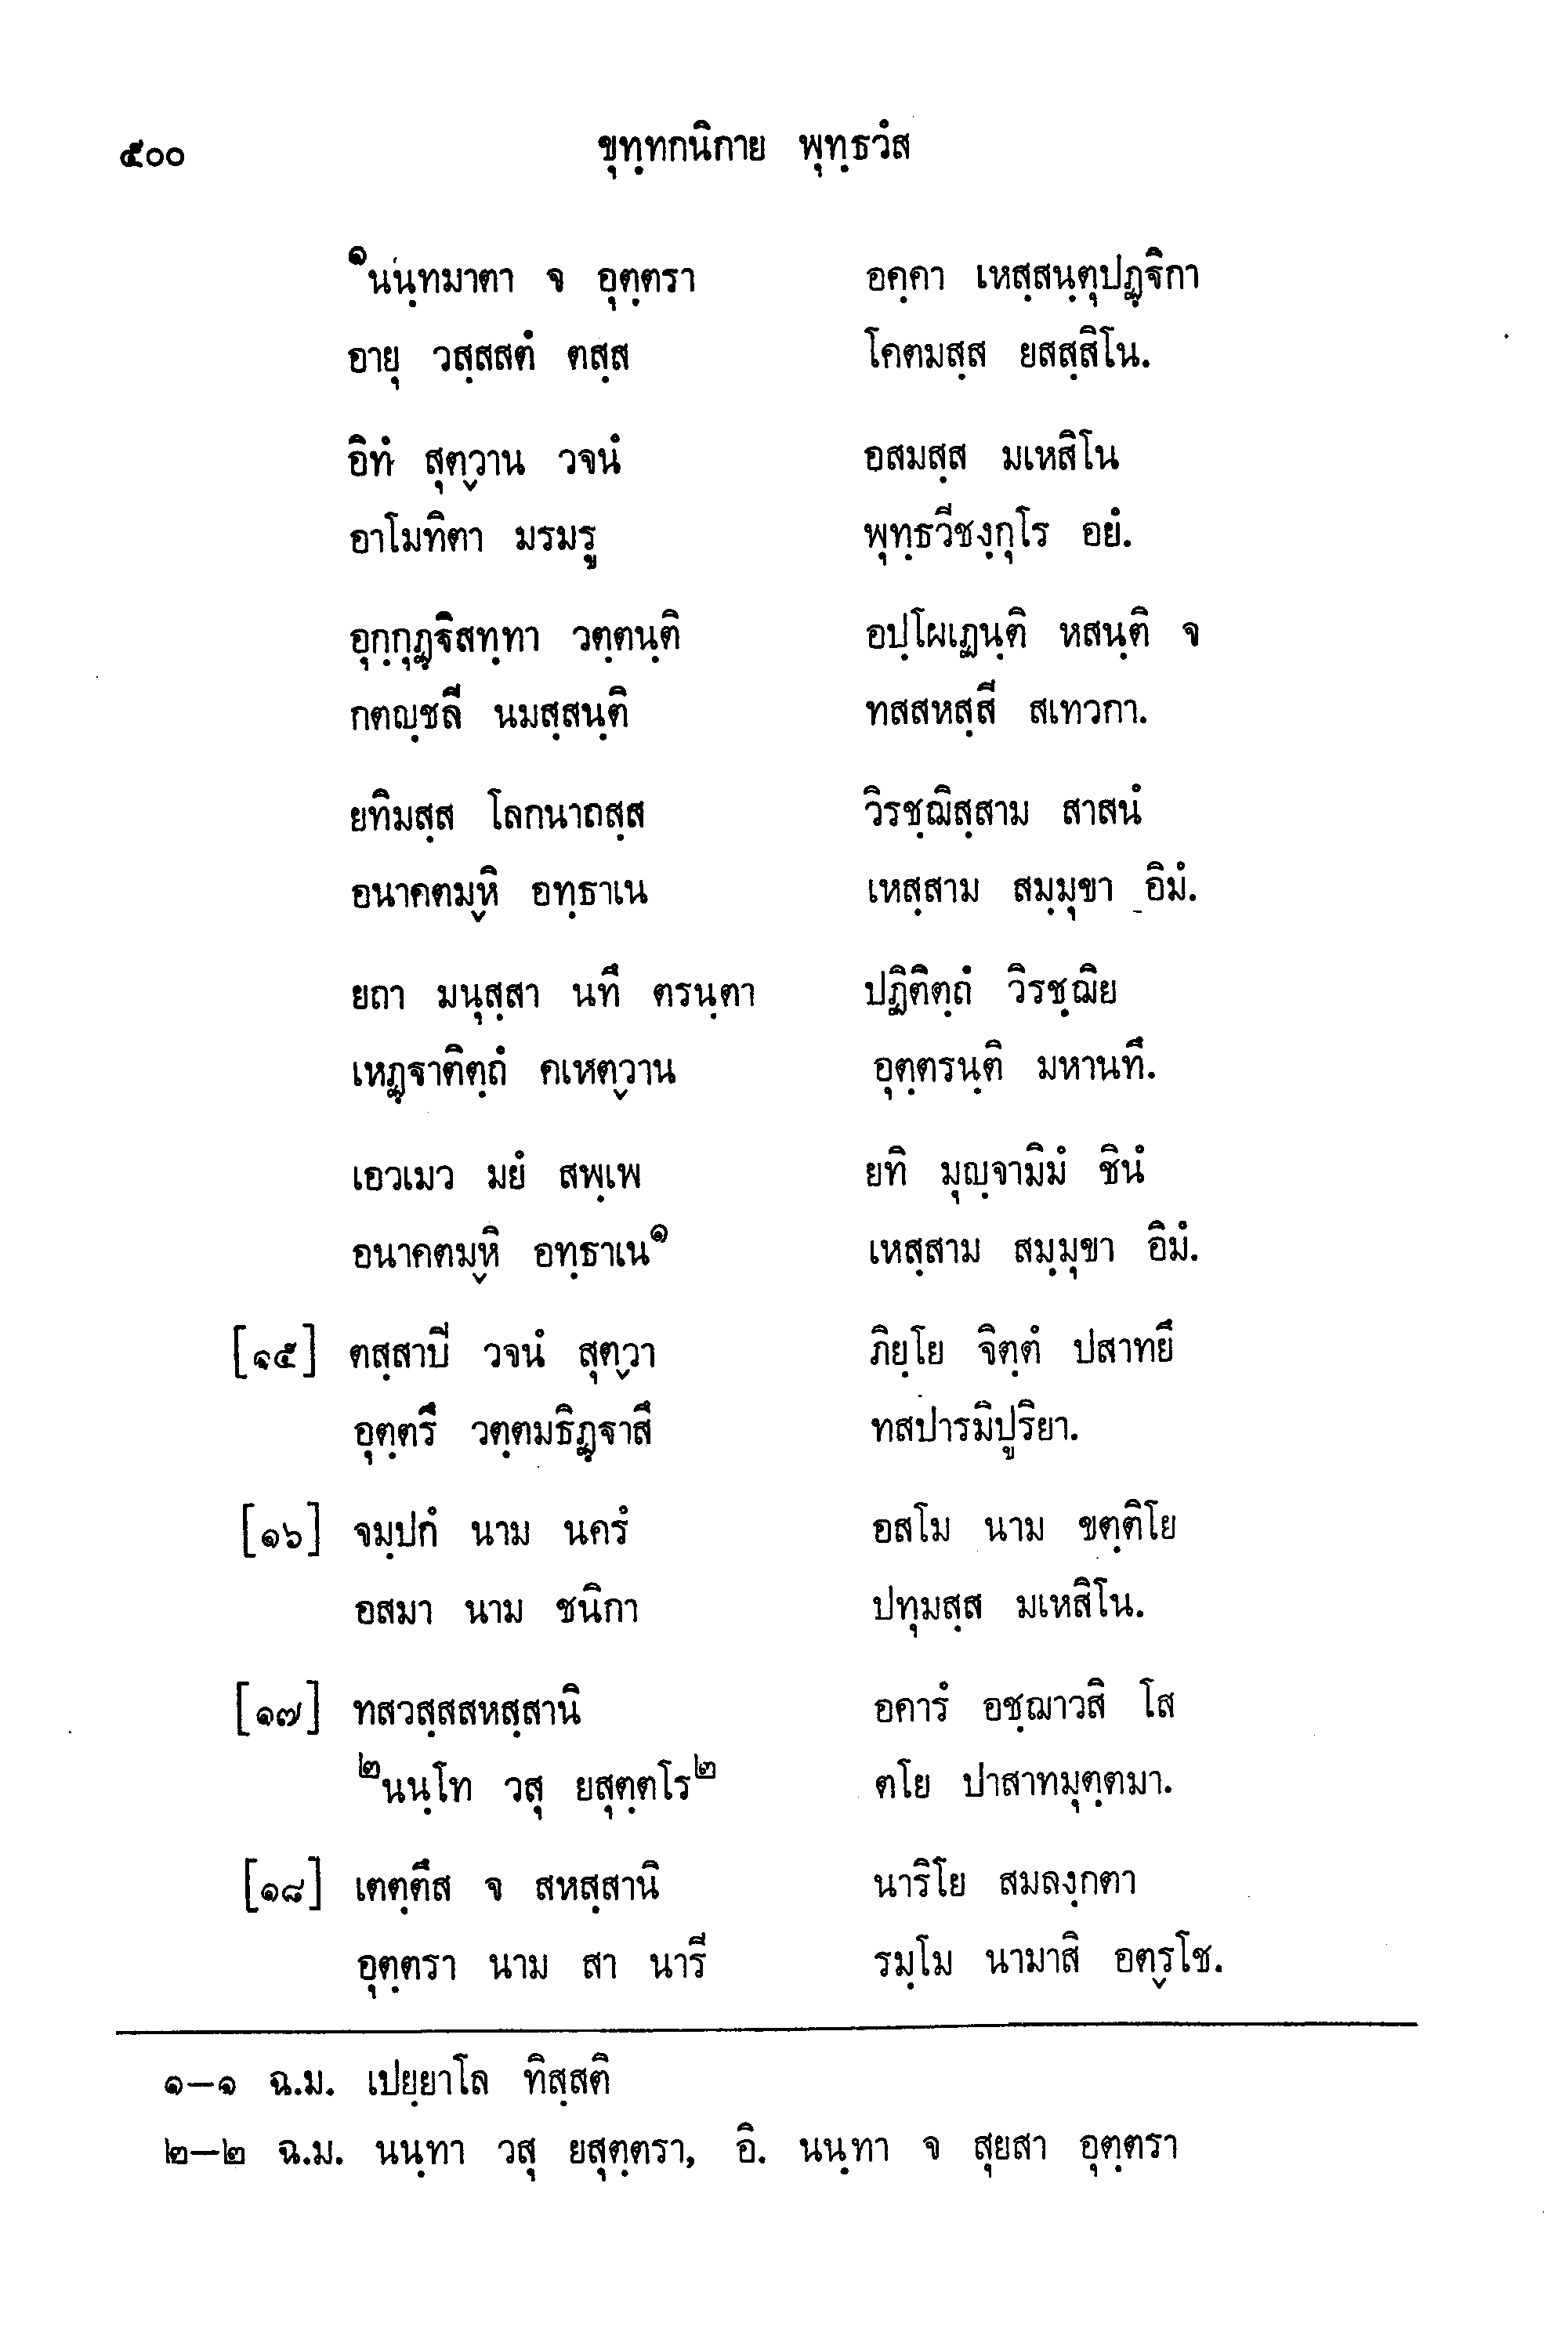 ๕๐๐ ขุทฺทกนิกาย พุทฺธวํส
๑นนฺทมาตา จ อุตฺตรา อคฺคา เหสฺสนฺตุปฏฺฐิกา
อายุ วสฺสสตํ ตสฺส โคตมสฺส ยสสฺสิโน.
อิทํ สุตฺวาน วจนํ อสมสฺส มเหสิโน
อาโมทิตา มรมรู พุทฺธวีชงฺกุโร อยํ.
อุกฺกุฏฺฐิสทฺทา วตฺตนฺติ อปฺโผเฏนฺติ หสนฺติ จ
กตญฺชลี นมสฺสนฺติ ทสสหสฺสี สเทวกา.
ยทิมสฺส โลกนาถสฺส วิรชฺฌิสฺสาม สาสนํ
อนาคตมฺหิ อทฺธาเน เหสฺสาม สมฺมุขา อิมํ.
ยถา มนุสฺสา นทึ ตรนฺตา ปฏิติตฺถํ วิรชฺฌิย
เหฏฺฐาติตฺถํ คเหตฺวาน อุตฺตรนฺติ มหานทึ.
เอวเมว มยํ สพฺเพ ยทิ มุญฺจามิมํ ชินํ
อนาคตมฺหิ อทฺธาเน๑ เหสฺสาม สมฺมุขา อิมํ.
[๑๕] ตสฺสาปี วจนํ สุตฺวา ภิยฺโย จิตฺตํ ปสาทยึ
อุตฺตรึ วตฺตมธิฏฺฐาสึ ทสปารมิปูริยา.
[๑๖] จมฺปกํ นาม นครํ อสโม นาม ขตฺติโย
อสมา นาม ชนิกา ปทุมสฺส มเหสิโน.
[๑๗] ทสวสฺสสหสฺสานิ อคารํ อชฺฌาวสิ โส
๒นนฺโท วสุ ยสุตฺตโร๒ ตโย ปาสาทมุตฺตมา.
[๑๘] เตตฺตึส จ สหสฺสานิ นาริโย สมลงฺกตา
อุตฺตรา นาม สา นารี รมฺโม นามาสิ อตฺรโช.
๑–๑ ฉ.ม. เปยฺยาโล ทิสฺสติ
๒–๒ ฉ.ม. นนฺทา วสุ ยสุตฺตรา, อิ. นนฺทา จ สุยสา อุตฺตรา